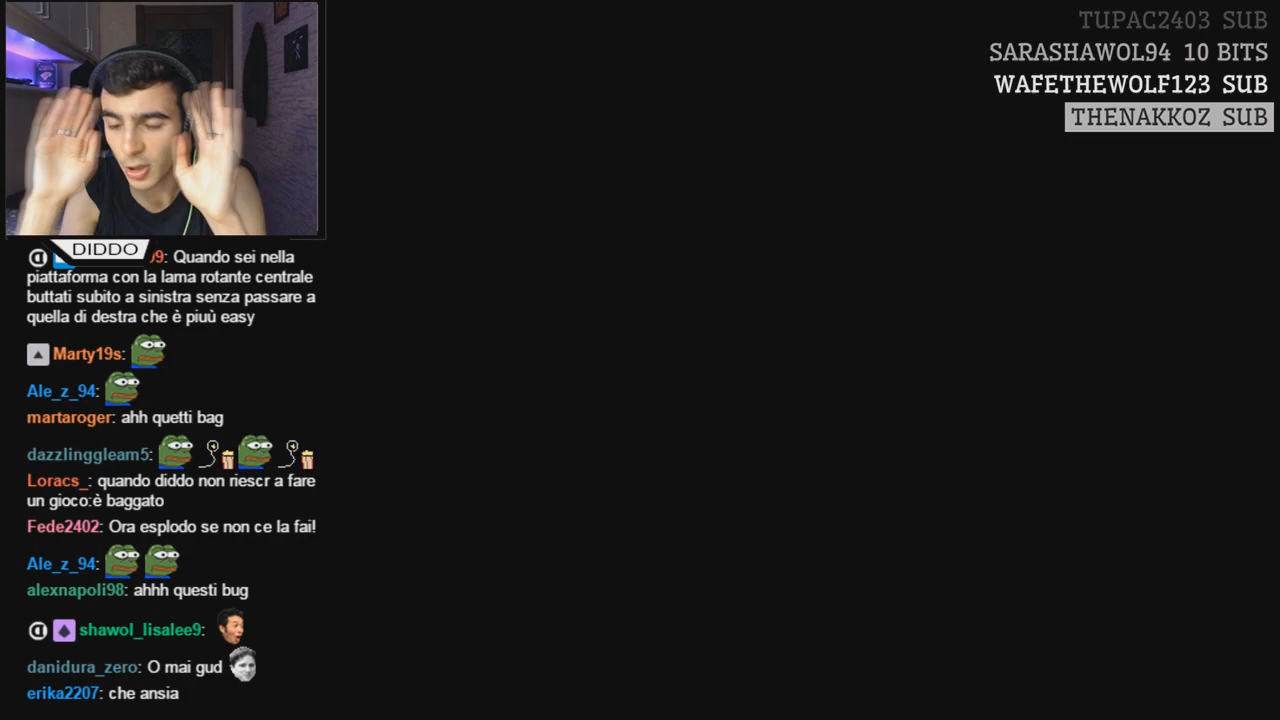 TUPAC2403 SUB
SARASHAWOL94 10 BITS
WAFETHEWOLF123 SUB
THENAKKOZ SUB
DIDDO
9: Quando sei nella
piattaforma con la lama rotante centrale
buttati subito a sinistra senza passare a
quella di destra che è piuù easy
Marty19s:
Ale_z_94:
martaroger: ahh quetti bag
dazzlinggleam5:
Loracs_: quando diddo non riescr a fare
un gioco:è baggato
Fede2402: Ora esplodo se non ce la fai!
Ale_z_94:
alexnapoli98: ahhh questi bug
shawol_lisalee9:
danidura_zero: O mai gud
erika2207: che ansia